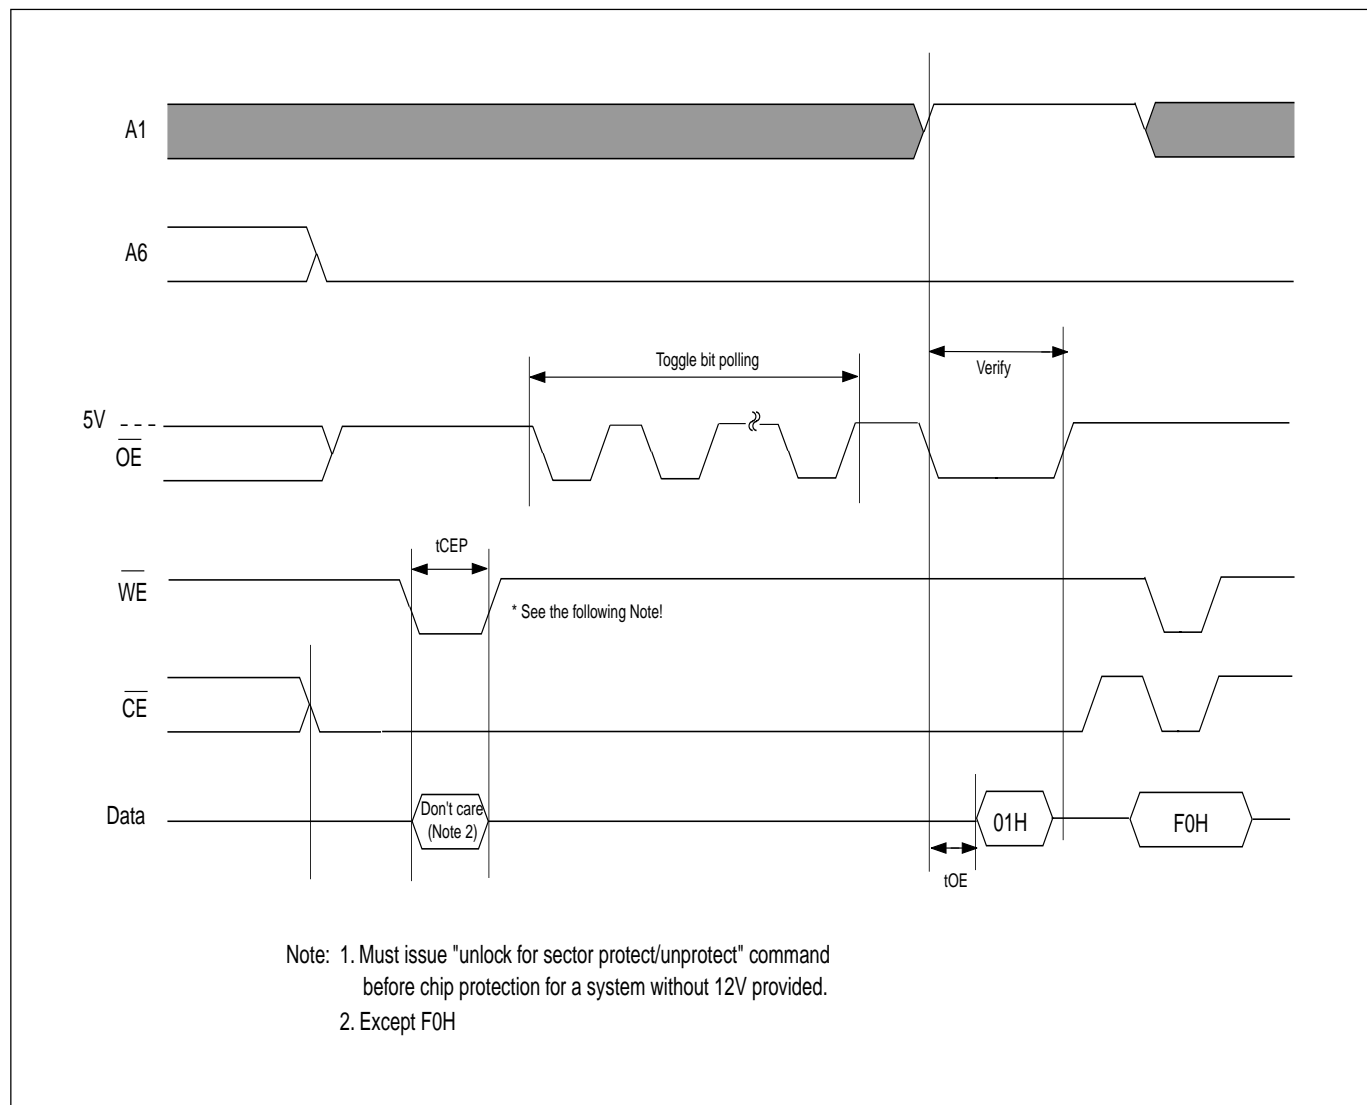 A1
A6
Toggle bit polling
Verify
5V
OE
tCEP
WE
* See the following Note!
CE
Data
Don't care
(Note 2)
01H
F0H
tOE
Note: 1. Must issue "unlock for sector protect/unprotect" command
before chip protection for a system without 12V provided.
2. Except F0H